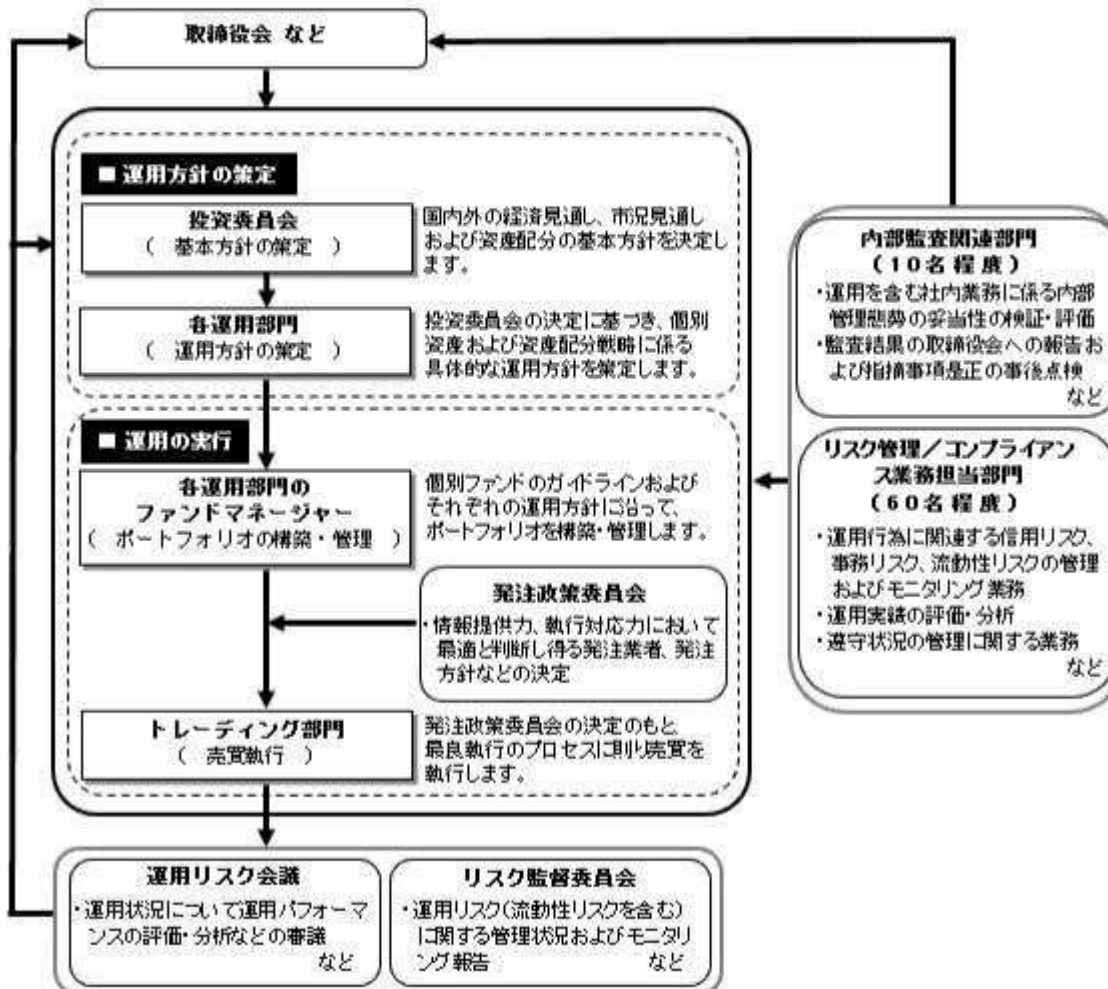 取締役会 など
■ 運用方針の策定
投資委員会
( 基本方針の策定 )
国内外の経済見通し、市況見通し
および資産配分の基本方針を決定し
ます。
各運用部門
( 運用方針の策定 )
投資委員会の決定に基づき、個別
資産および資産配分戦略に係る
具体的な運用方針を策定します。
■ 運用の実行
各運用部門の
ファンドマネージャー
( ポートフォリオの構築・管理 )
個別ファンドのガイドラインおよび
それぞれの運用方針に沿って、
ポートフォリオを構築・管理します。
発注政策委員会
・情報提供力、執行対応力において
最適と判断し得る発注業者、発注
方針などの決定
トレーディング部門
( 売買執行 )
発注政策委員会の決定のもと、
最良執行のプロセスに則り売買を
執行します。
内部監査関連部門
(10名程度)
・運用を含む社内業務に係る内部
管理態勢の妥当性の検証・評価
・監査結果の取締役会への報告お
よび指摘事項是正の事後点検
など
リスク管理/コンプライアン
ス業務担当部門
(60名程度)
・運用行為に関連する信用リスク、
事務リスク、流動性リスクの管理
およびモニタリング業務
・運用実績の評価・分析
・遵守状況の管理に関する業務
など
運用リスク会議
・運用状況について運用パフォーマ
ンスの評価・分析などの審議
など
リスク監督委員会
・運用リスク(流動性リスクを含む)
に関する管理状況およびモニタリ
ング報告 など